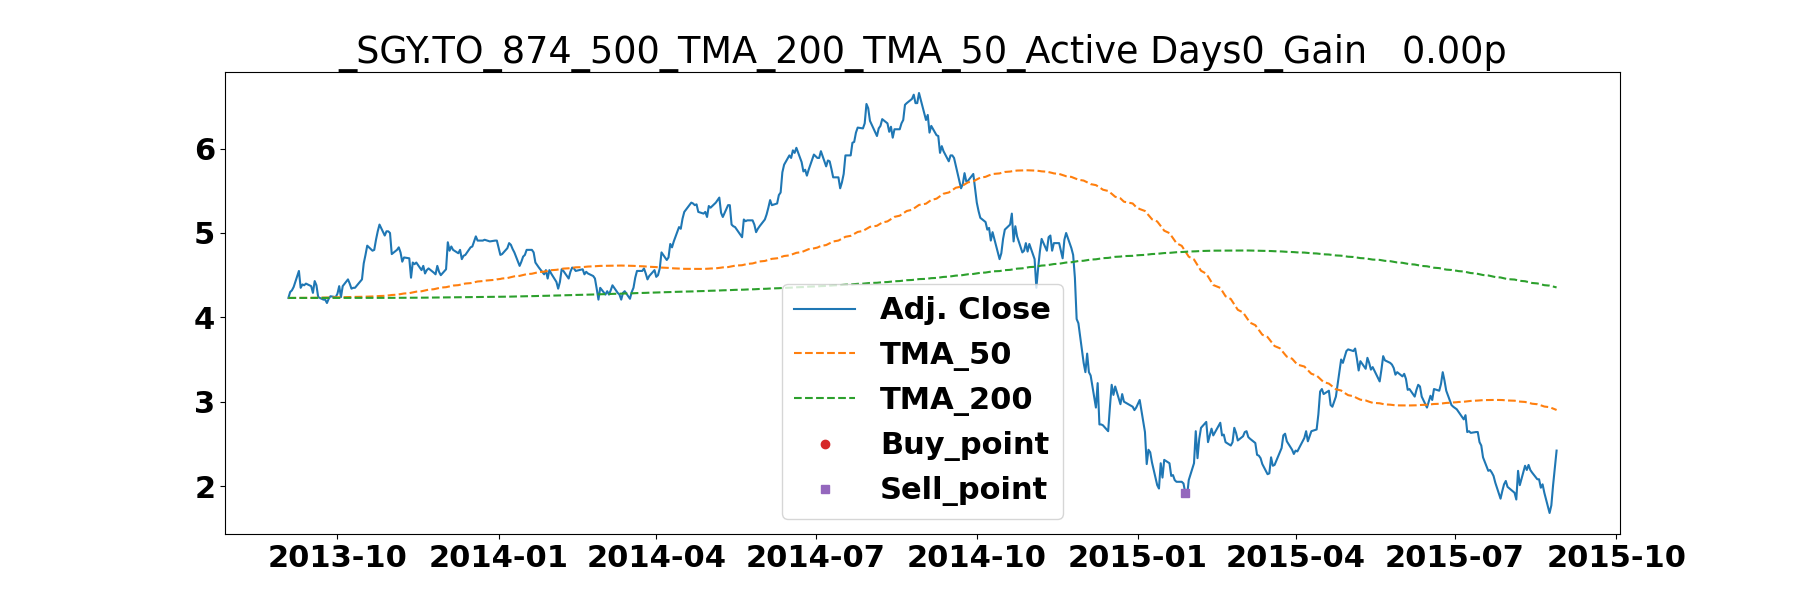 _SGY.TO_874_500_TMA_200_TMA_50_Active Days0_Gain   0.00p
6
5
4
3
2
Adj. Close
TMA_50
TMA_200
Buy_point
Sell_point
2013-10 2014-01 2014-04 2014-07 2014-10 2015-01 2015-04 2015-07 2015-10